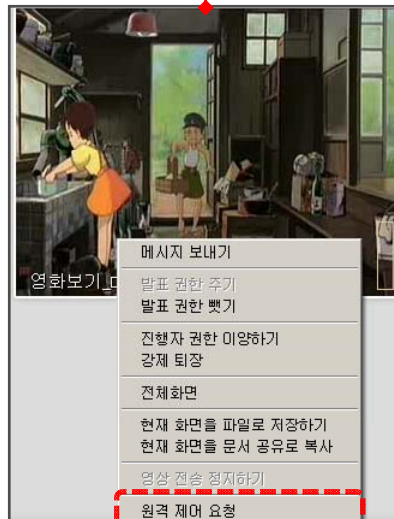 영화보기_
메시지 보내기
발표 권한 주기
발표 권한 뺏기
진행자 권한 이양하기
강제 퇴장
전체화면
현재 화면을 파일로 저장하기
현재 화면을 문서 공유로 복사
영상 전송 정지하기
원격 제어 요청